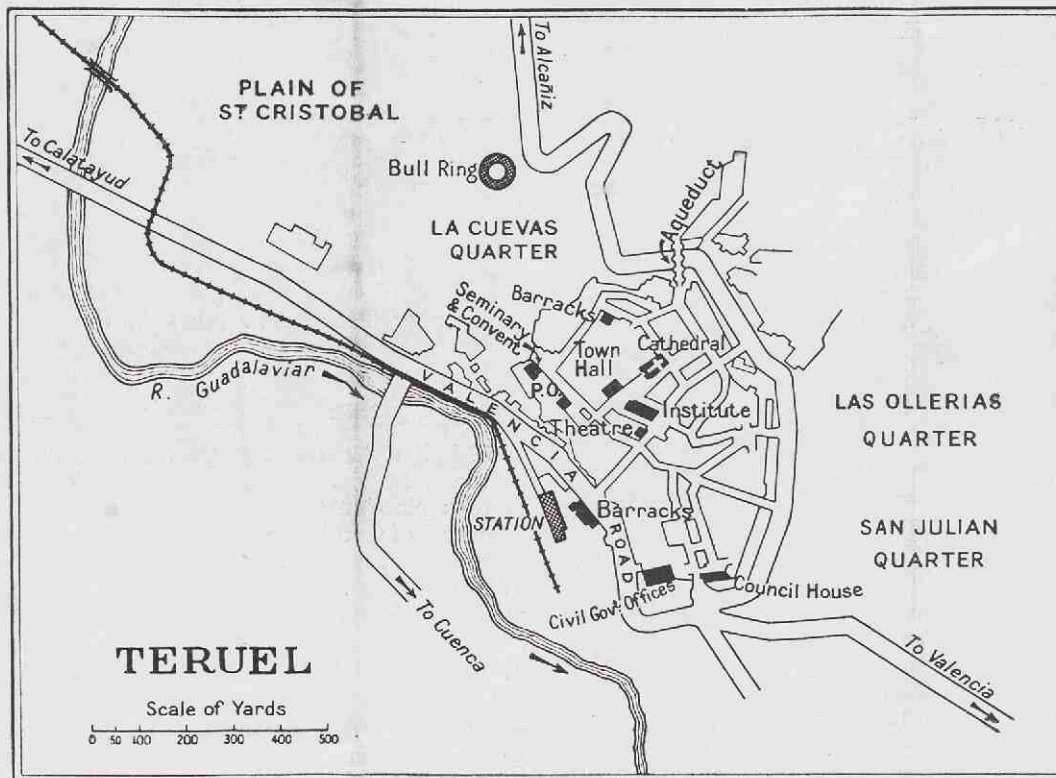 PLAIN OF
ST CRISTOBAL
To Alcañiz
To Calatayud
Bull Ring
Aqueduct
LA CUEVAS
QUARTER
Seminary
& Convent
Barracks
Cathedral
Town
Hall
P.O.
R. Guadalaviar
VALENCIA ROAD
Institute
Theatre
LAS OLLERIAS
QUARTER
STATION
Barracks
SAN JULIAN
QUARTER
Civil Govt. Offices
Council House
To Cuenca
To Valencia
TERUEL
Scale of Yards
0 50 100 200 300 400 500